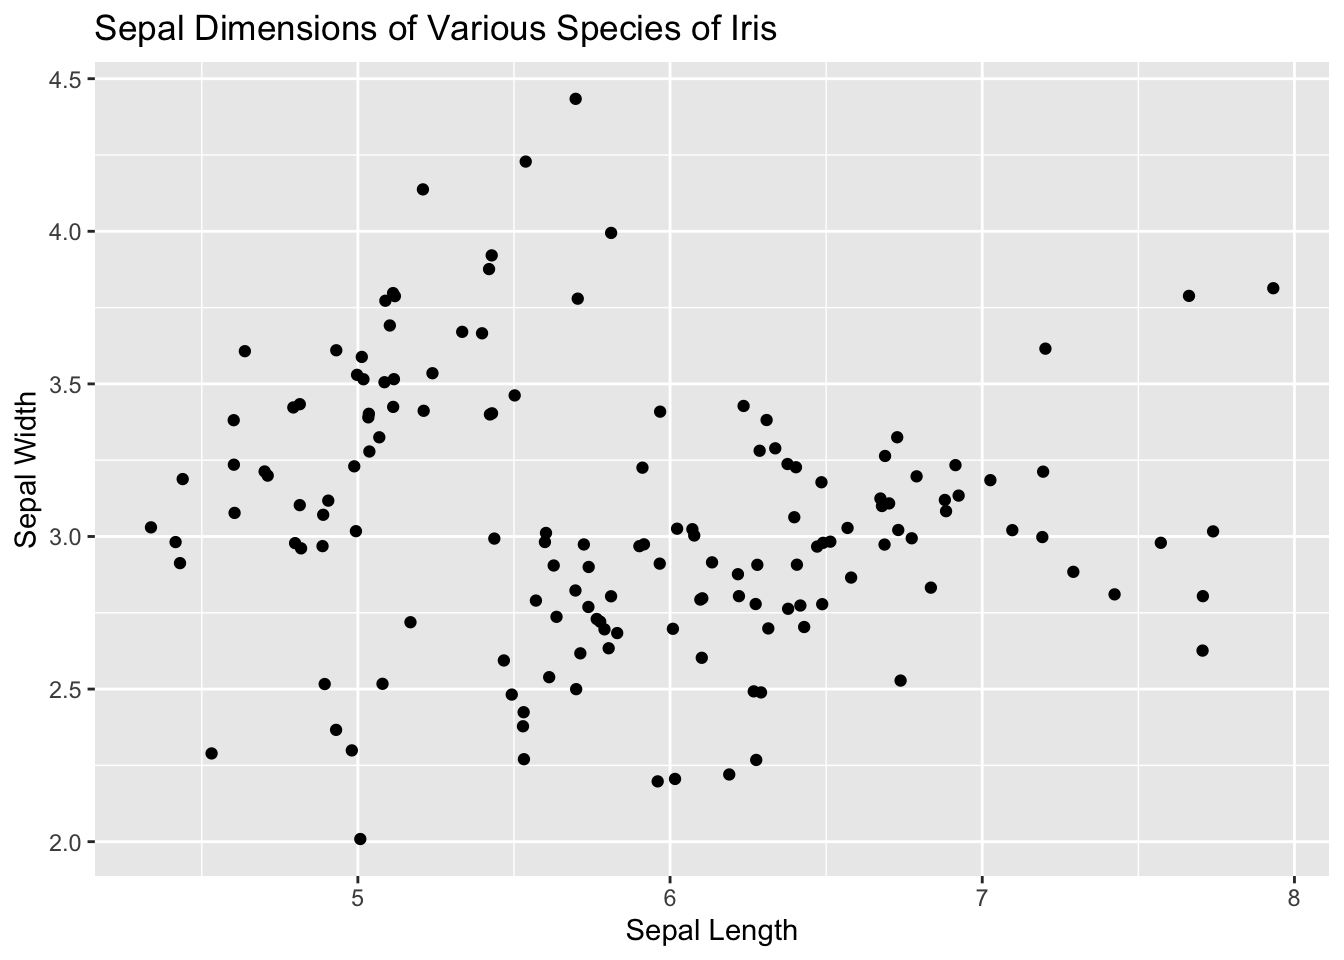 Sepal Dimensions of Various Species of Iris
4.5
4.0
3.5
3.0
2.5
2.0
Sepal Width
5 6 7 8
Sepal Length